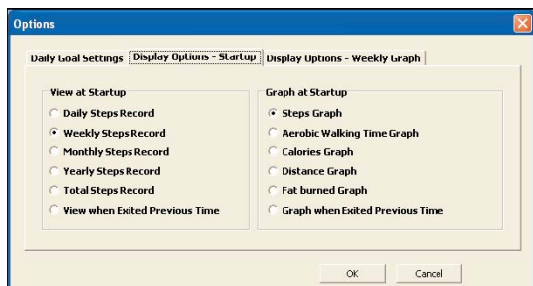 Options
Daily Goal Settings
Display Options - Startup
Display Options - Weekly Graph
View at Startup
Daily Steps Record
Weekly Steps Record
Monthly Steps Record
Yearly Steps Record
Total Steps Record
View when Exited Previous Time
Graph at Startup
Steps Graph
Aerobic Walking Time Graph
Calories Graph
Distance Graph
Fat burned Graph
Graph when Exited Previous Time
OK
Cancel